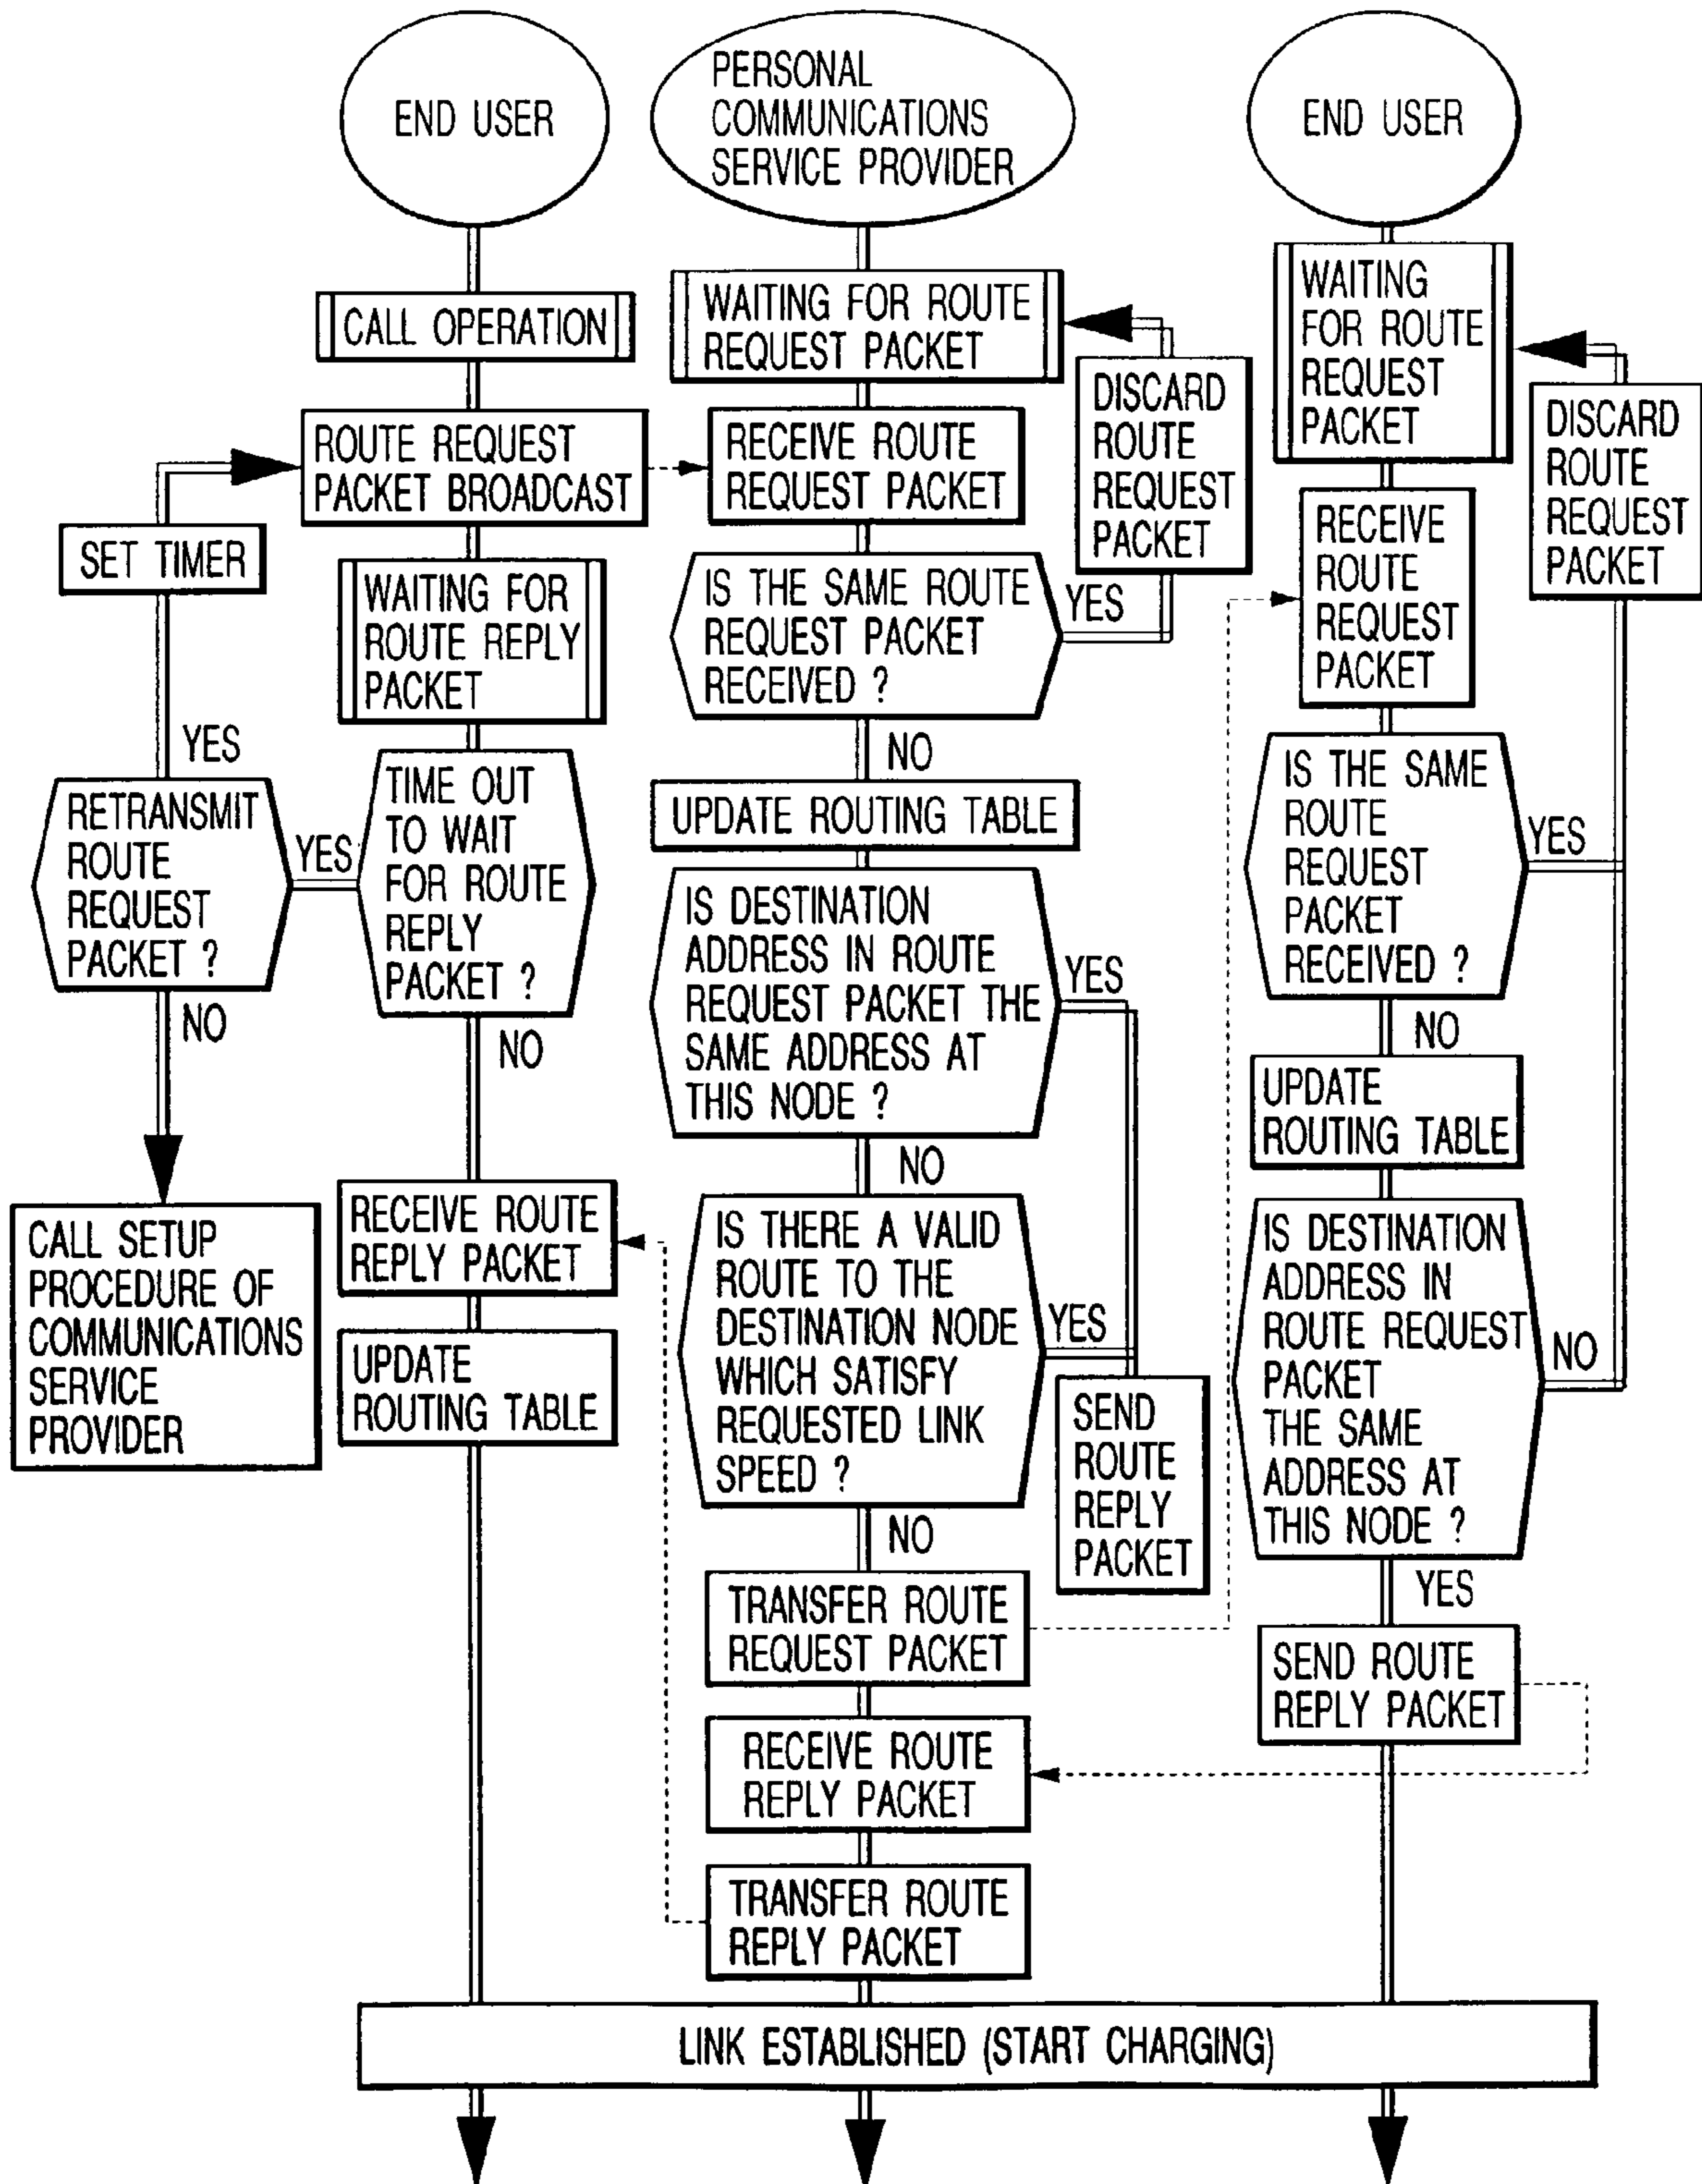 END USER
PERSONAL
COMMUNICATIONS
SERVICE PROVIDER
END USER
CALL OPERATION
ROUTE REQUEST
PACKET BROADCAST
SET TIMER
WAITING FOR
ROUTE REPLY
PACKET
YES
RETRANSMIT
ROUTE
REQUEST
PACKET ?
YES
TIME OUT
TO WAIT
FOR ROUTE
REPLY
PACKET ?
NO
NO
CALL SETUP
PROCEDURE OF
COMMUNICATIONS
SERVICE
PROVIDER
RECEIVE ROUTE
REPLY PACKET
UPDATE
ROUTING TABLE
WAITING FOR ROUTE
REQUEST PACKET
DISCARD
ROUTE
REQUEST
PACKET
RECEIVE ROUTE
REQUEST PACKET
IS THE SAME ROUTE
REQUEST PACKET
RECEIVED ?
YES
NO
UPDATE ROUTING TABLE
IS DESTINATION
ADDRESS IN ROUTE
REQUEST PACKET THE
SAME ADDRESS AT
THIS NODE ?
YES
NO
IS THERE A VALID
ROUTE TO THE
DESTINATION NODE
WHICH SATISFY
REQUESTED LINK
SPEED ?
YES
SEND
ROUTE
REPLY
PACKET
NO
TRANSFER ROUTE
REQUEST PACKET
RECEIVE ROUTE
REPLY PACKET
TRANSFER ROUTE
REPLY PACKET
WAITING
FOR ROUTE
REQUEST
PACKET
DISCARD
ROUTE
REQUEST
PACKET
RECEIVE
ROUTE
REQUEST
PACKET
IS THE SAME
ROUTE
REQUEST
PACKET
RECEIVED ?
YES
NO
UPDATE
ROUTING TABLE
IS DESTINATION
ADDRESS IN
ROUTE REQUEST
PACKET
THE SAME
ADDRESS AT
THIS NODE ?
NO
YES
SEND ROUTE
REPLY PACKET
LINK ESTABLISHED (START CHARGING)